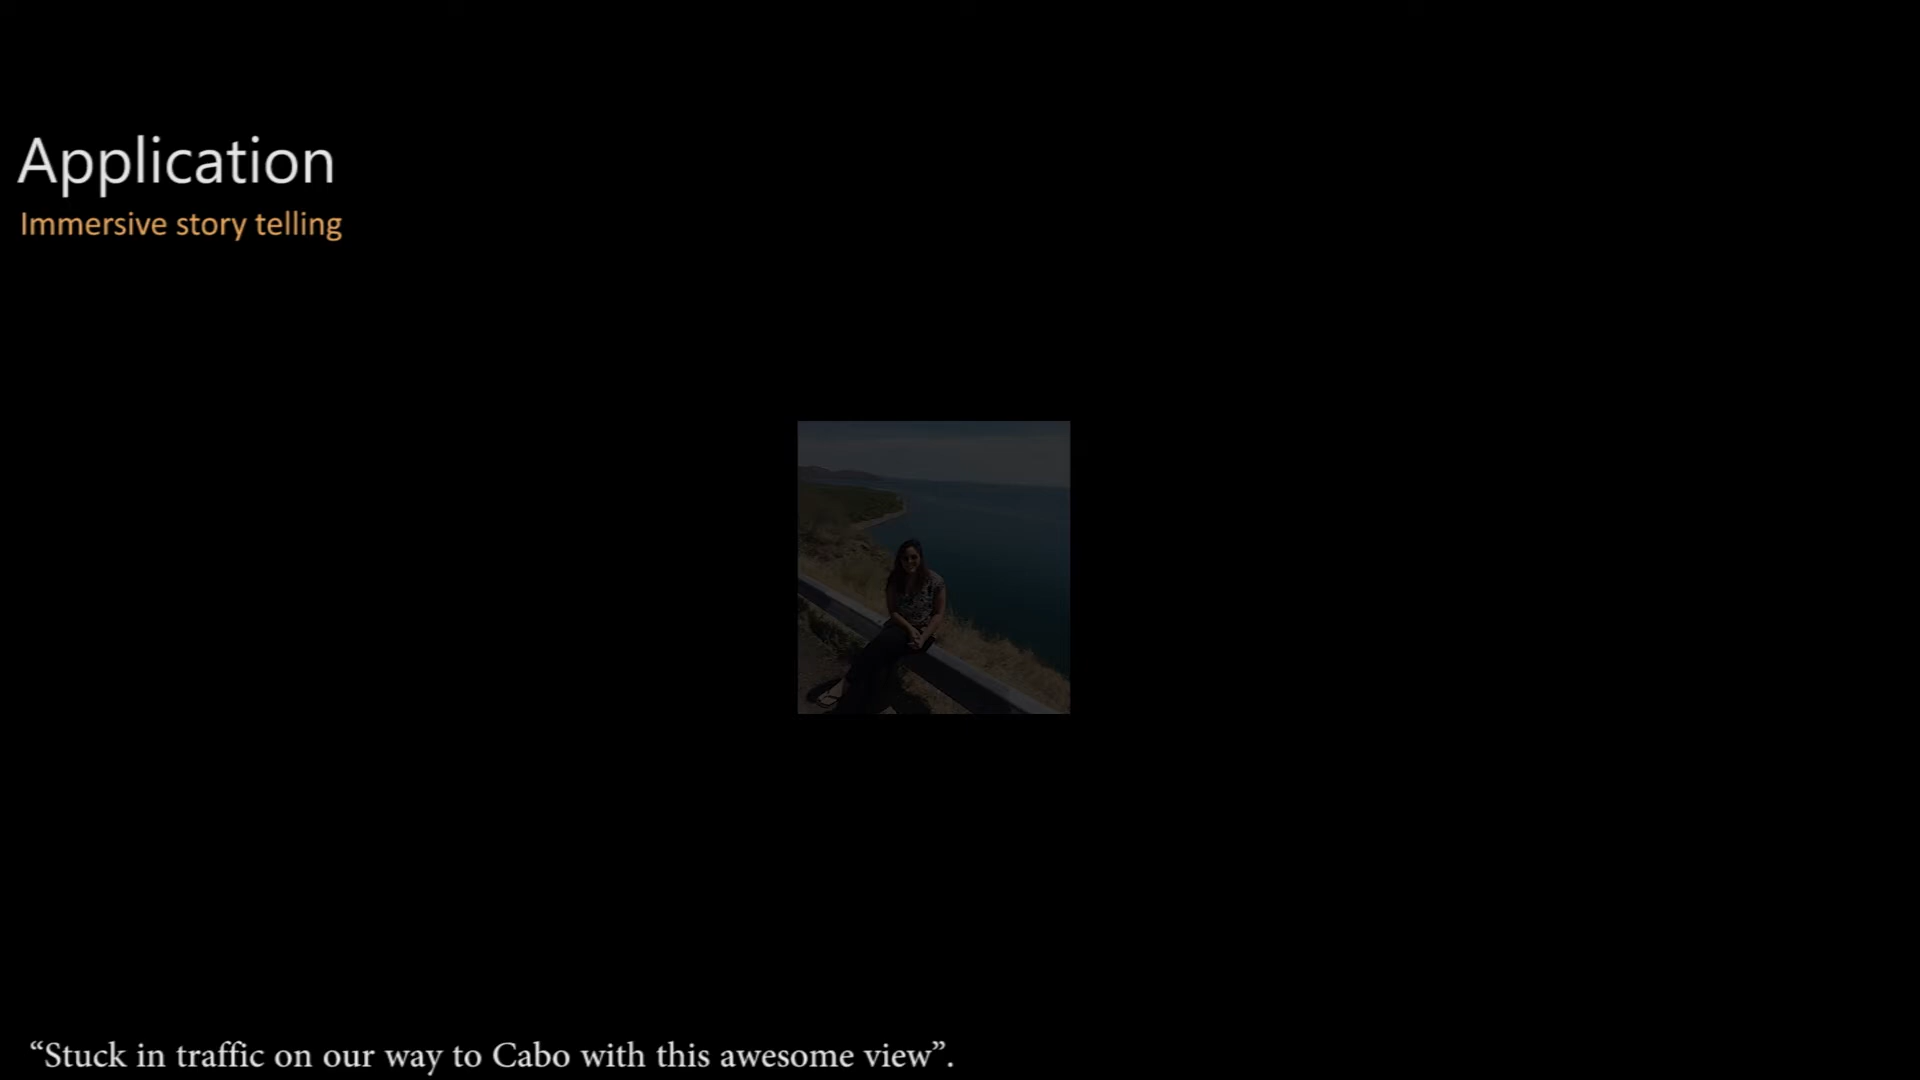 Application
Immersive story telling
“Stuck in traffic on our way to Cabo with this awesome view”.